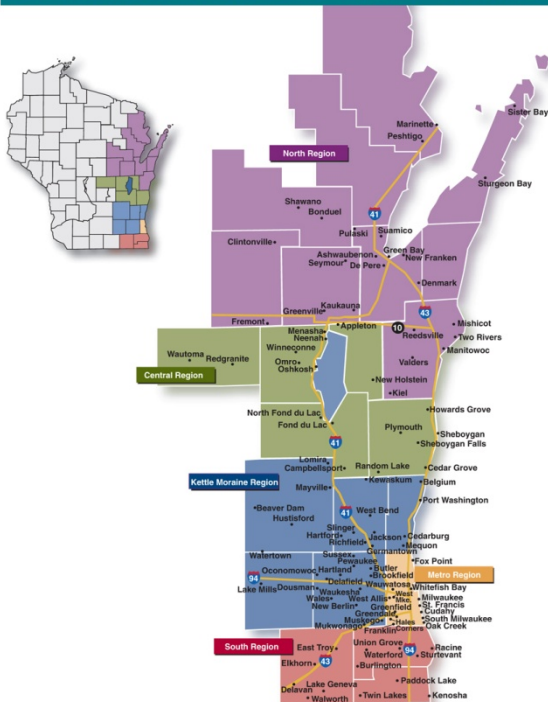 Sister Bay
Marinette
Peshtigo
North Region
Sturgeon Bay
Shawano
Bonduel
41
Pulaski
Suamico
Clintonville
Ashwaubenon
Green Bay
Seymour
De Pere
New Franken
Denmark
Kaukauna
Greenville
43
Fremont
Appleton
10
Mishicot
Menasha
Reedsville
Two Rivers
Neenah
Winneconne
Manitowoc
Wautoma
Redgranite
Omro
Oshkosh
Valders
Central Region
New Holstein
Kiel
North Fond du Lac
Howards Grove
Fond du Lac
Plymouth
Sheboygan
41
Sheboygan Falls
Lomira
Campbellsport
Random Lake
Cedar Grove
Kettle Moraine Region
Kewaskum
Belgium
Mayville
Port Washington
Beaver Dam
41
West Bend
Hustisford
Slinger
Hartford
Jackson
Cedarburg
Richfield
Mequon
Germantown
Watertown
Sussex
Fox Point
Pewaukee
Oconomowoc
Hartland
Butler
Metro Region
94
Brookfield
Delafield
Wauwatosa
Whitefish Bay
Lake Mills
Dousman
Waukesha
West
Mke.
Milwaukee
Wales
West Allis
St. Francis
New Berlin
Greenfield
Cudahy
Greendale
South Milwaukee
Muskego
Hales
Corners
Oak Creek
Mukwonago
Franklin
South Region
East Troy
Union Grove
94
Racine
43
Waterford
Sturtevant
Elkhorn
Burlington
Paddock Lake
Lake Geneva
Delavan
Twin Lakes
Kenosha
Walworth